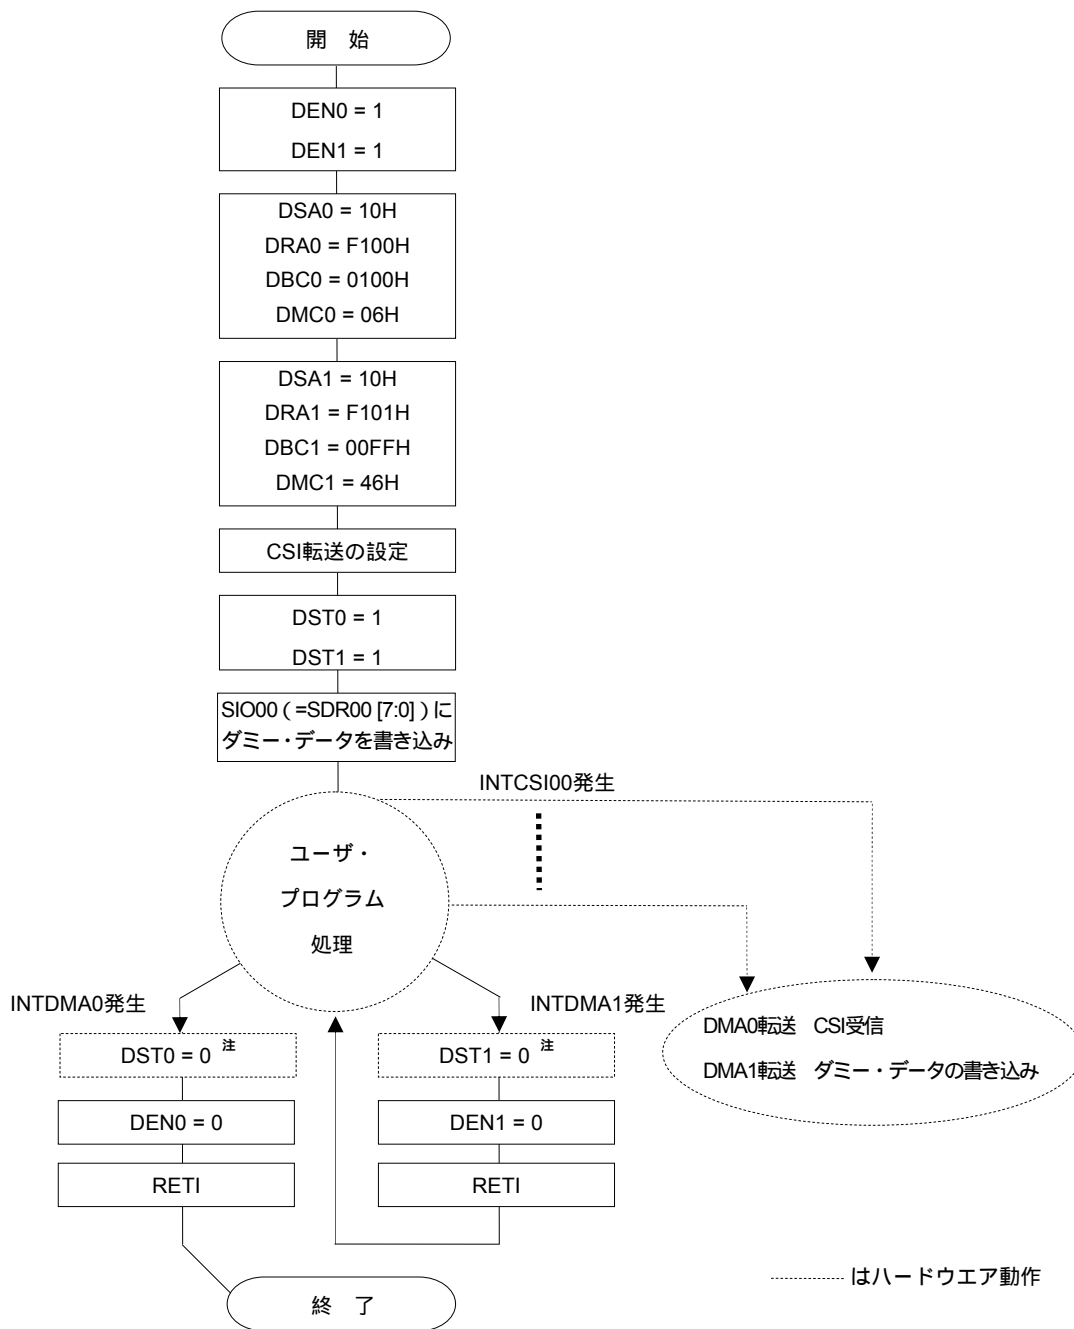 開 始
DEN0 = 1
DEN1 = 1
DSA0 = 10H
DRA0 = F100H
DBC0 = 0100H
DMC0 = 06H
DSA1 = 10H
DRA1 = F101H
DBC1 = 00FFH
DMC1 = 46H
CSI転送の設定
DST0 = 1
DST1 = 1
SIO00 ( =SDR00 [7:0] ) に
ダミー・データを書き込み
INTCSI00発生
ユーザ・
プログラム
処理
INTDMA0発生
INTDMA1発生
DST0 = 0 注
DST1 = 0 注
DMA0転送 CSI受信
DMA1転送 ダミー・データの書き込み
DEN0 = 0
DEN1 = 0
RETI
RETI
はハードウエア動作
終 了